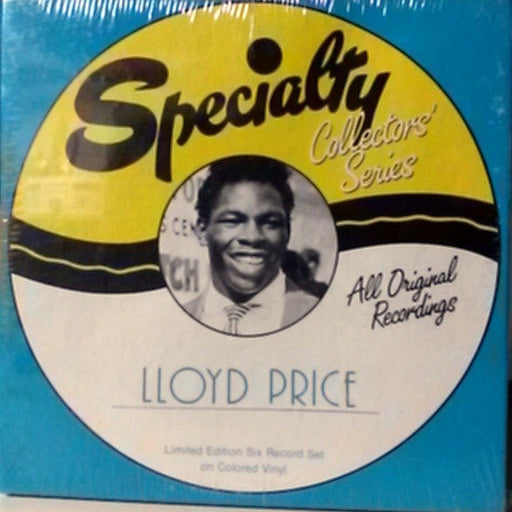 Specialty
Collectors'
Series
All Original
Recordings
LLOYD PRICE
Limited Edition Six Record Set
on Colored Vinyl